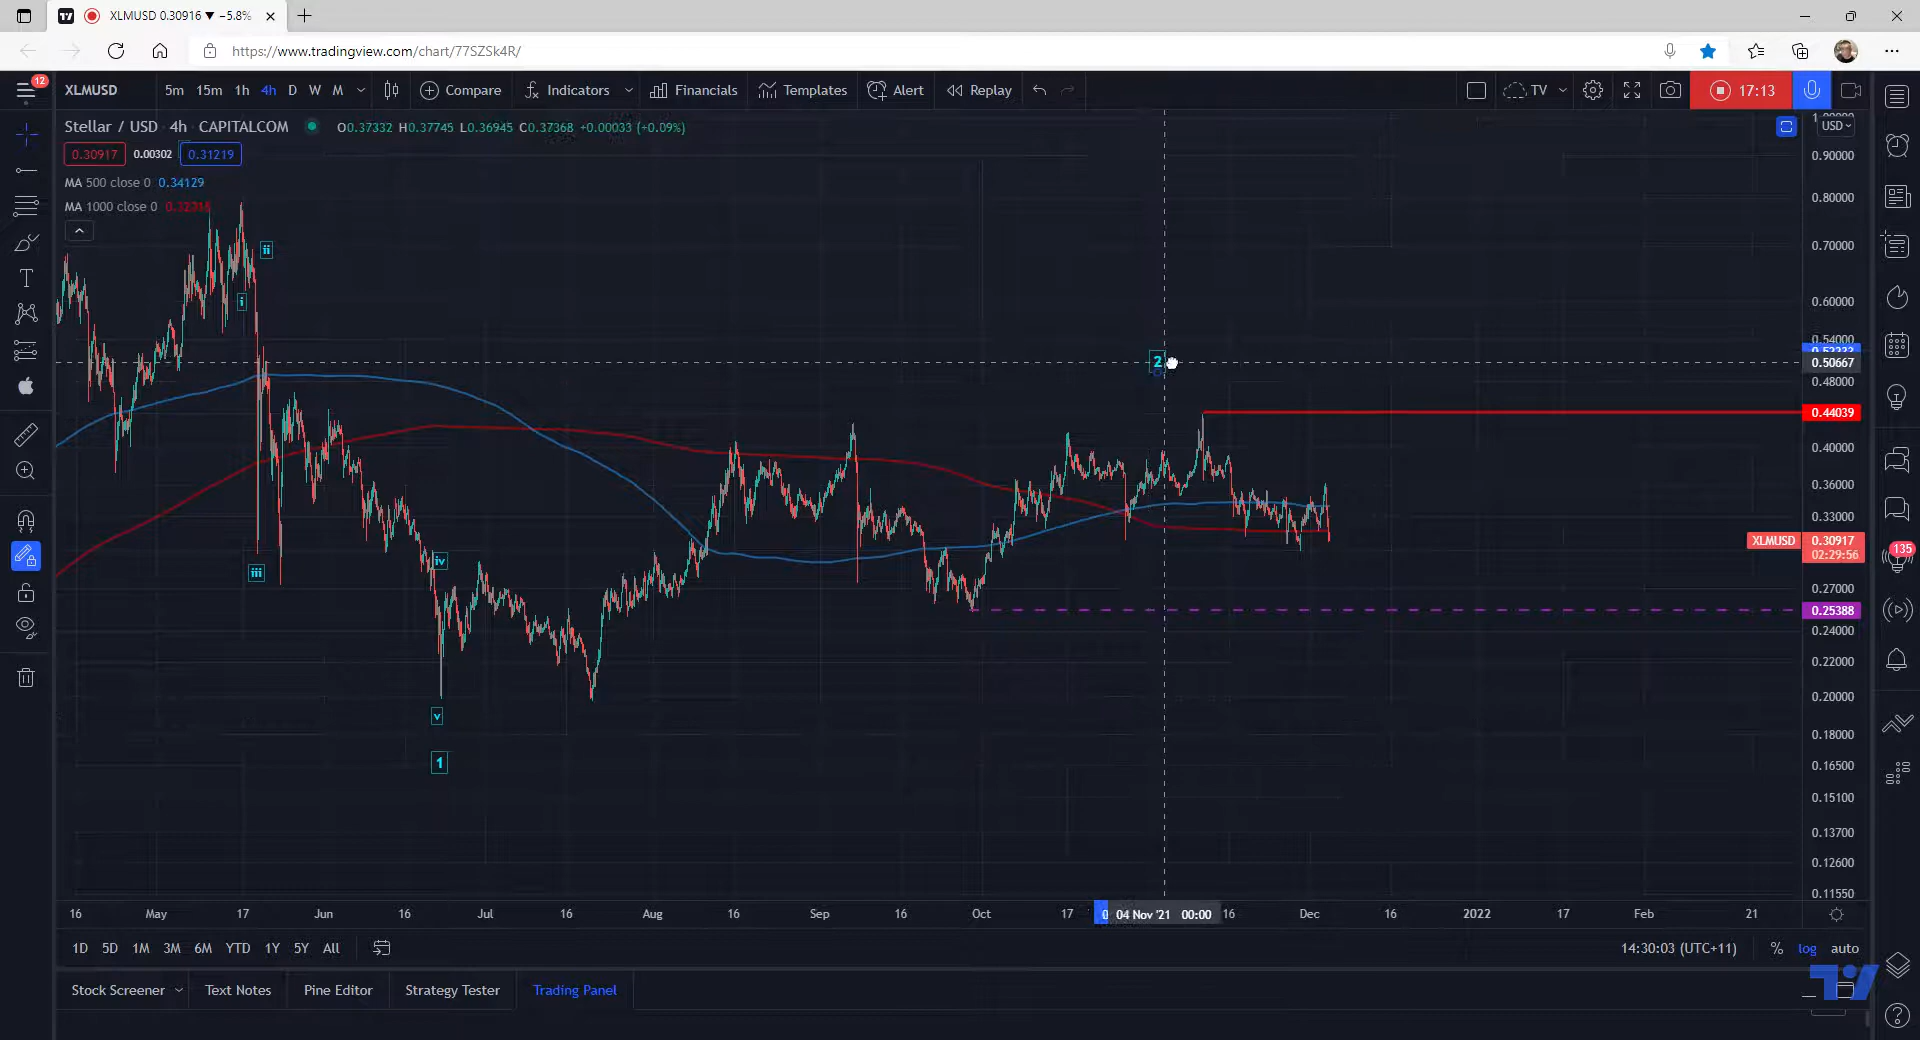 XLMUSD 0.30916 ▼ −5.8%
https://www.tradingview.com/chart/77SZSk4R/
12
XLMUSD 5m 15m 1h 4h D W M Compare Indicators Financials Templates Alert Replay TV 17:13
Stellar / USD 4h CAPITALCOM O0.37332 H0.37745 L0.36945 C0.37368 +0.00033 (+0.09%)
USD
0.30917 0.00302 0.31219
MA 500 close 0 0.34129
MA 1000 close 0
0.90000
0.80000
ii
0.70000
i
0.60000
0.54000
2
0.50667
0.48000
0.44039
0.40000
0.36000
0.33000
XLMUSD 0.30917
02:29:56
135
iv
iii
0.27000
0.25388
0.24000
0.22000
0.20000
v
0.18000
1
0.16500
0.15100
0.13700
0.12600
0.11550
16 May 17 Jun 16 Jul 16 Aug 16 Sep 16 Oct 17 04 Nov '21 00:00 16 Dec 16 2022 17 Feb 21
1D 5D 1M 3M 6M YTD 1Y 5Y All 14:30:03 (UTC+11) % log auto
Stock Screener Text Notes Pine Editor Strategy Tester Trading Panel